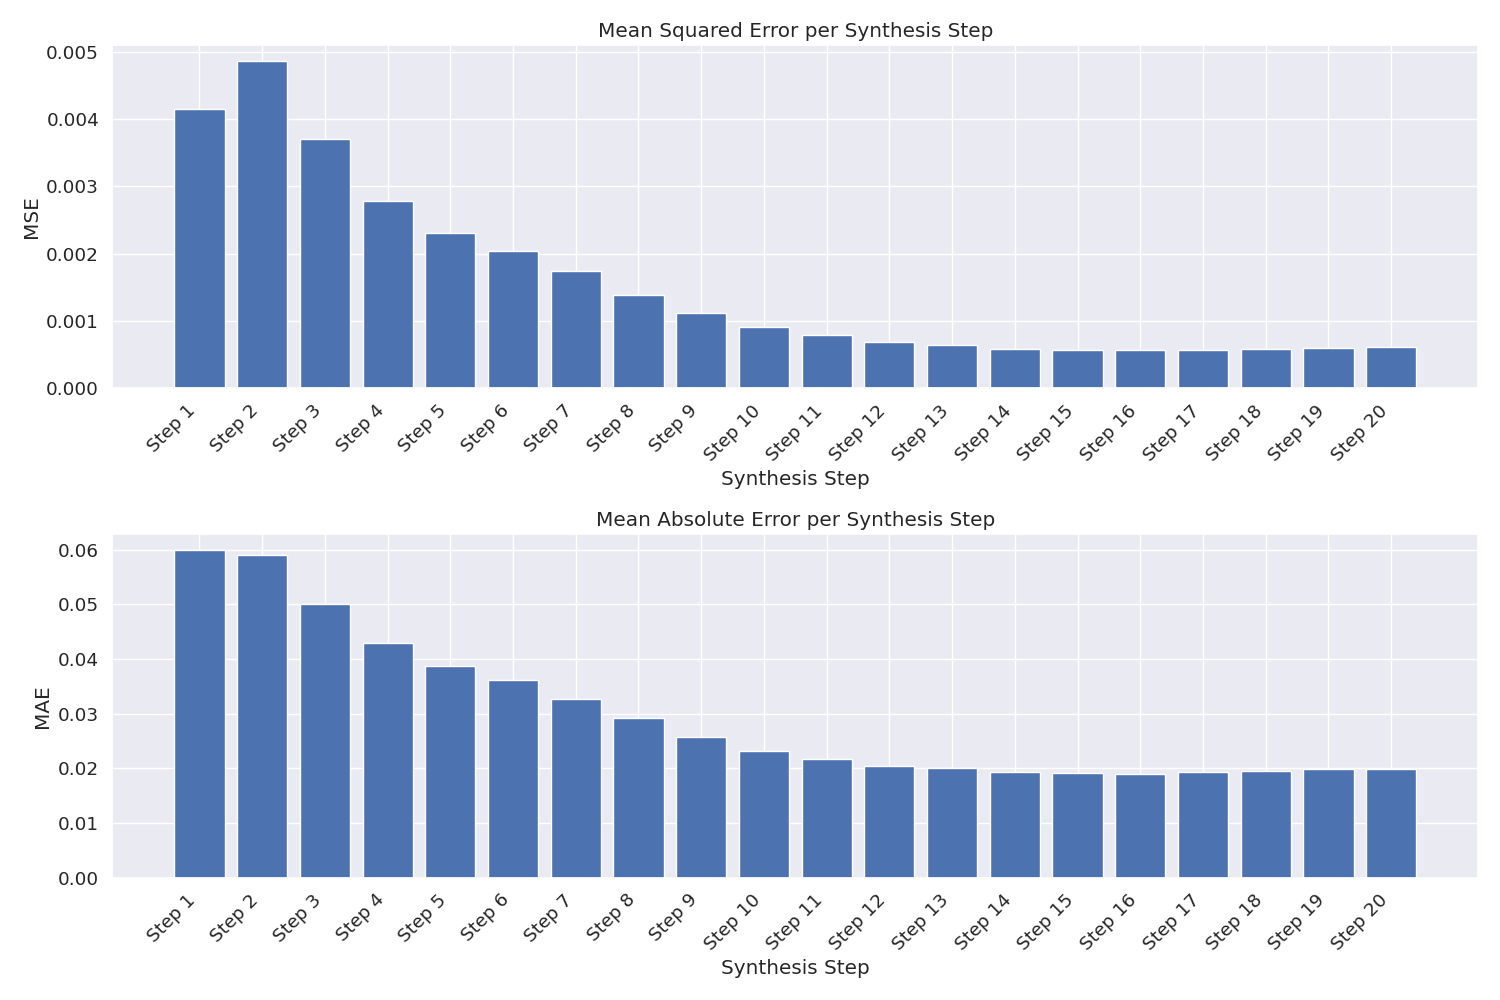 Mean Squared Error per Synthesis Step
0.005
0.004
0.003
0.002
0.001
0.000
MSE
Step 1
Step 2
Step 3
Step 4
Step 5
Step 6
Step 7
Step 8
Step 9
Step 10
Step 11
Step 12
Step 13
Step 14
Step 15
Step 16
Step 17
Step 18
Step 19
Step 20
Synthesis Step
Mean Absolute Error per Synthesis Step
0.06
0.05
0.04
0.03
0.02
0.01
0.00
MAE
Step 1
Step 2
Step 3
Step 4
Step 5
Step 6
Step 7
Step 8
Step 9
Step 10
Step 11
Step 12
Step 13
Step 14
Step 15
Step 16
Step 17
Step 18
Step 19
Step 20
Synthesis Step